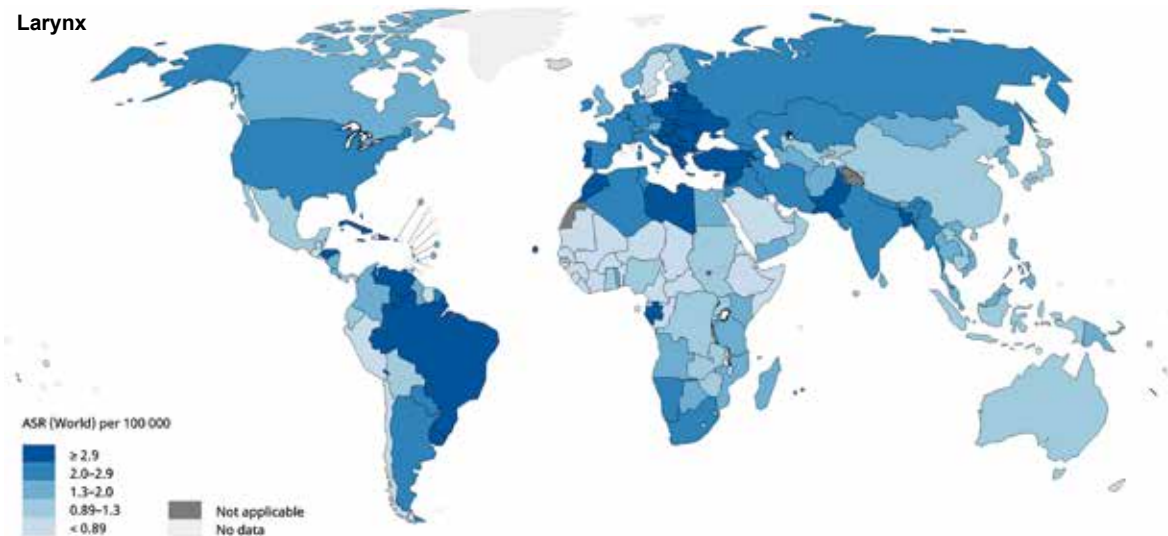 Larynx
ASR (World) per 100 000
≥ 2.9
2.0–2.9
1.3–2.0
0.89–1.3
< 0.89
Not applicable
No data